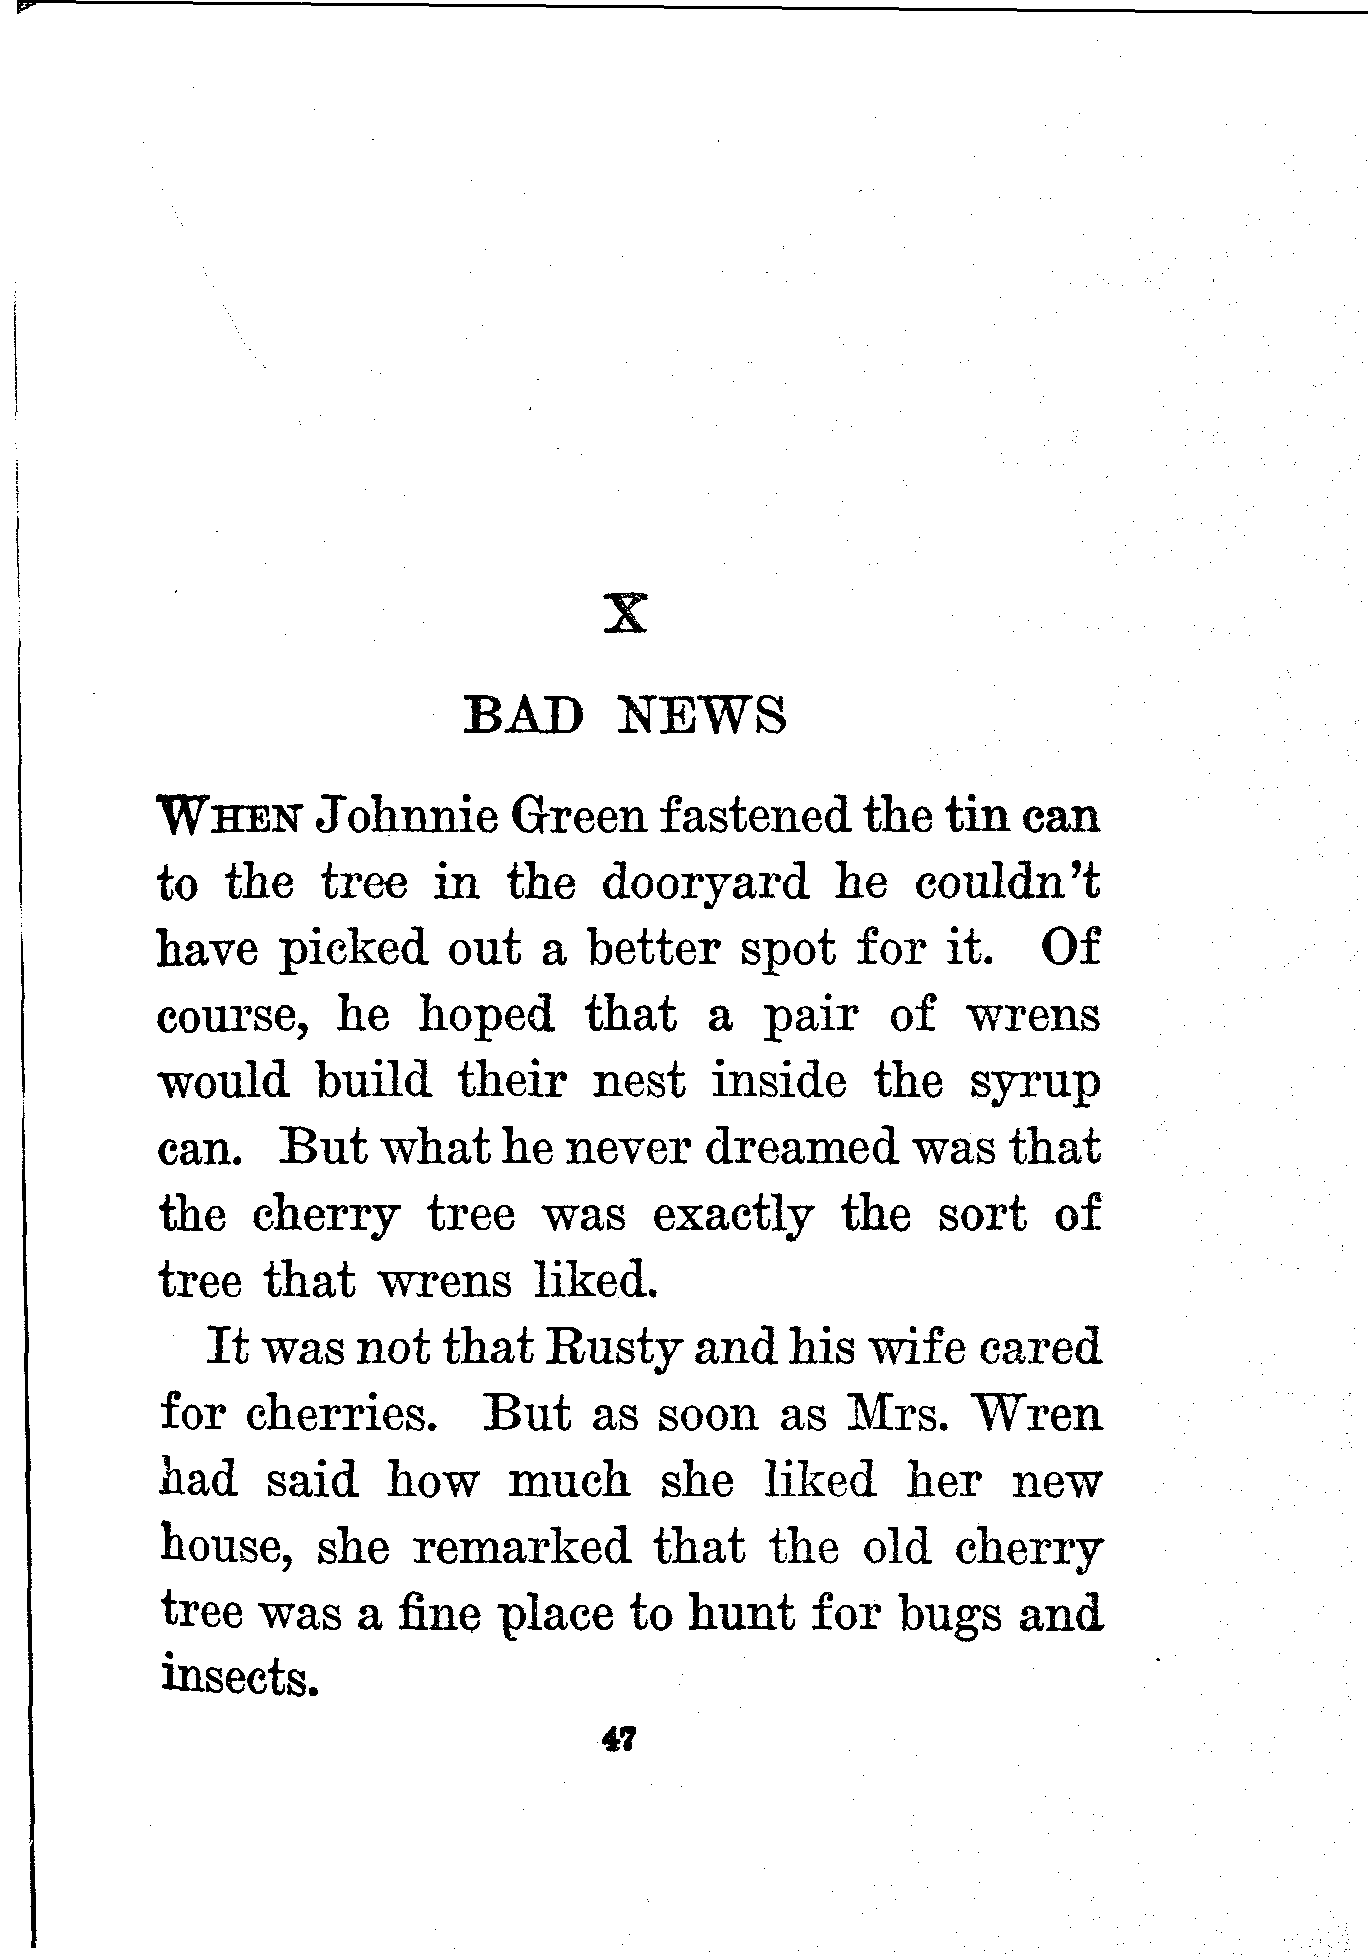 X
BAD NEWS
WHEN Johnnie Green fastened the tin can
to the tree in the dooryard he couldn't
have picked out a better spot for it. Of
course, he hoped that a pair of wrens
would build their nest inside the syrup
can. But what he never dreamed was that
the cherry tree was exactly the sort of
tree that wrens liked.
It was not that Rusty and his wife cared
for cherries. But as soon as Mrs. Wren
had said how much she liked her new
house, she remarked that the old cherry
tree was a fine place to hunt for bugs and
insects.
47